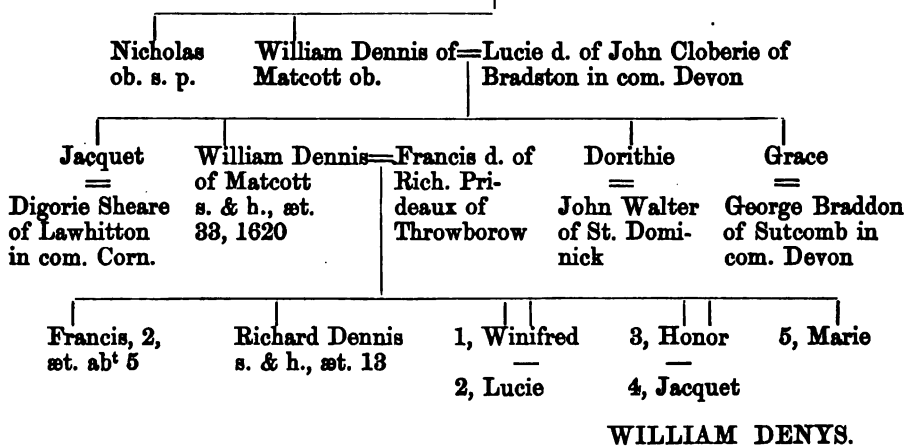 Nicholas
ob. s. p.
William Dennis of=Lucie d. of John Cloberie of
Matcott ob.
Bradston in com. Devon
Jacquet
=
Digorie Sheare
of Lawhitton
in com. Corn.
William Dennis=Francis d. of
of Matcott
s. & h., æt.
33, 1620
Rich. Pri-
deaux of
Throwborow
Dorithie
=
John Walter
of St. Domi-
nick
Grace
=
George Braddon
of Sutcomb in
com. Devon
Francis, 2,
æt. abᵗ 5
Richard Dennis
s. & h., æt. 13
1, Winifred
—
2, Lucie
3, Honor
—
4, Jacquet
5, Marie
WILLIAM DENYS.